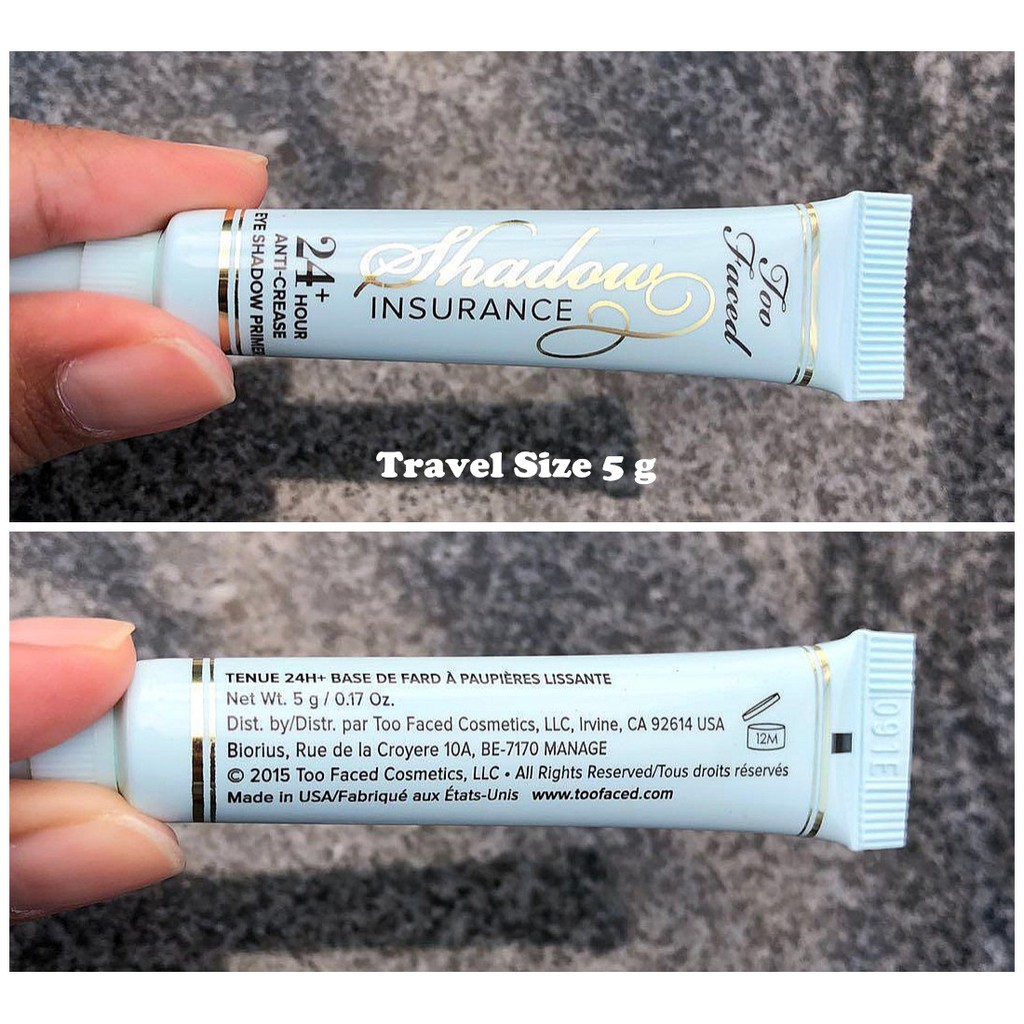 Too
Faced
Shadow
INSURANCE
24+ HOUR
ANTI-CREASE
EYE SHADOW PRIMER
Travel Size 5 g
TENUE 24H+ BASE DE FARD À PAUPIÈRES LISSANTE
Net Wt. 5 g / 0.17 Oz.
Dist. by/Distr. par Too Faced Cosmetics, LLC, Irvine, CA 92614 USA
Biorius, Rue de la Croyere 10A, BE-7170 MANAGE
© 2015 Too Faced Cosmetics, LLC • All Rights Reserved/Tous droits réservés
Made in USA/Fabriqué aux États-Unis www.toofaced.com
12M
091E